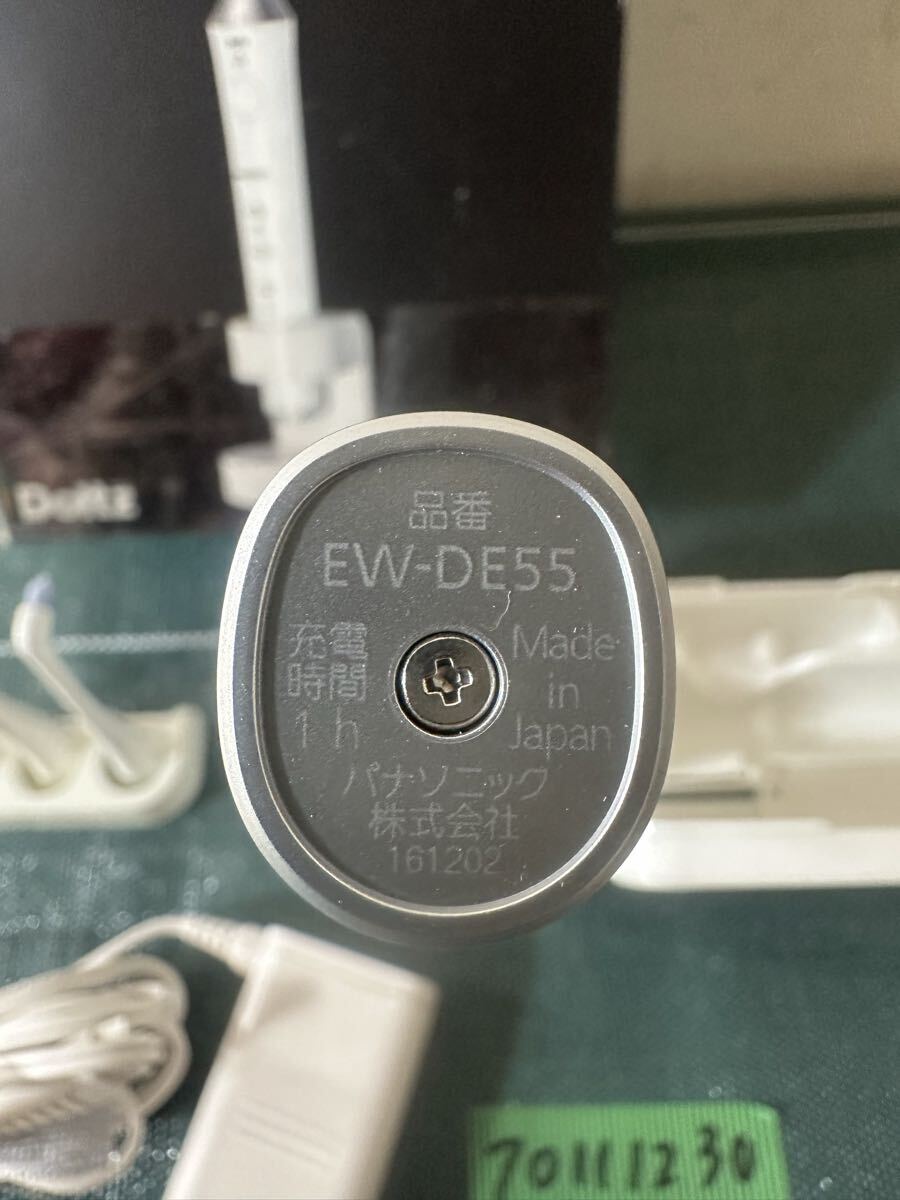 Doltz
品番
EW-DE55
充電
時間
1 h
Made
in
Japan
パナソニック
株式会社
161202
70111230